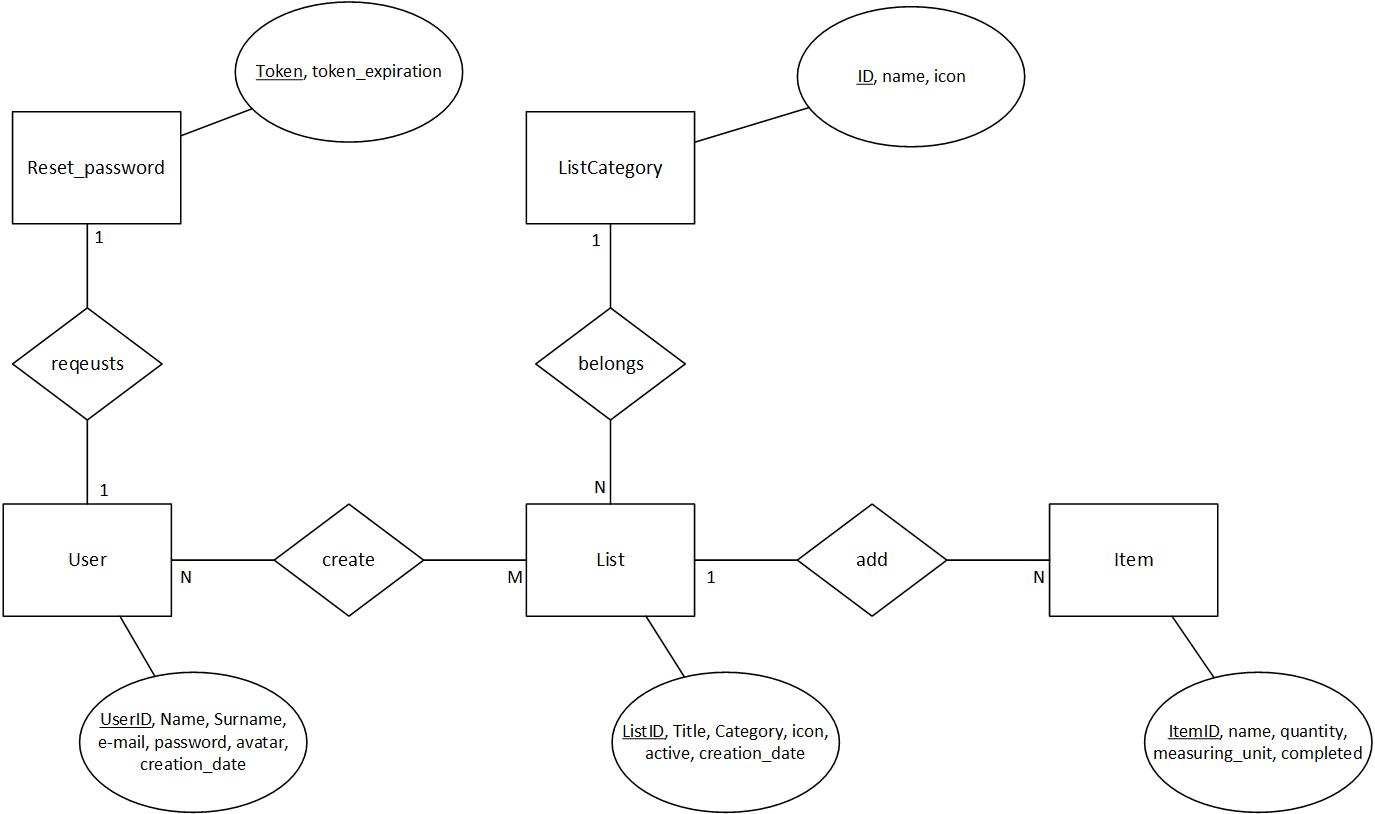 Token, token_expiration
ID, name, icon
Reset_password
ListCategory
1
1
reqeusts
belongs
1
N
User
create
List
add
Item
N
M
1
N
UserID, Name, Surname,
e-mail, password, avatar,
creation_date
ListID, Title, Category, icon,
active, creation_date
ItemID, name, quantity,
measuring_unit, completed